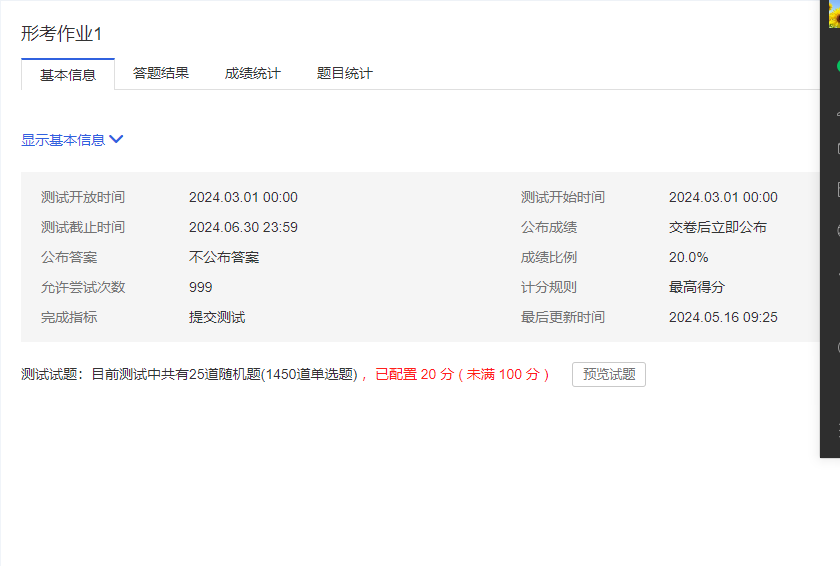 形考作业1
基本信息 答题结果 成绩统计 题目统计
显示基本信息
测试开放时间 2024.03.01 00:00 测试开始时间 2024.03.01 00:00
测试截止时间 2024.06.30 23:59 公布成绩 交卷后立即公布
公布答案 不公布答案 成绩比例 20.0%
允许尝试次数 999 计分规则 最高得分
完成指标 提交测试 最后更新时间 2024.05.16 09:25
测试试题：目前测试中共有25道随机题(1450道单选题) ，已配置 20 分 ( 未满 100 分 ) 预览试题